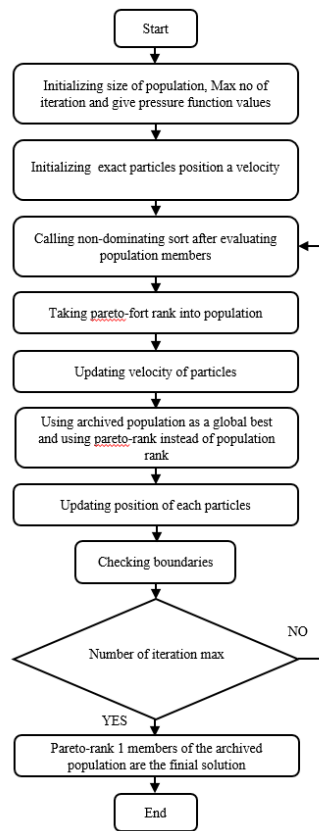 Start
Initializing size of population, Max no of
iteration and give pressure function values
Initializing exact particles position a velocity
Calling non-dominating sort after evaluating
population members
Taking pareto-fort rank into population
Updating velocity of particles
Using archived population as a global best
and using pareto-rank instead of population
rank
Updating position of each particles
Checking boundaries
Number of iteration max
NO
YES
Pareto-rank 1 members of the archived
population are the finial solution
End